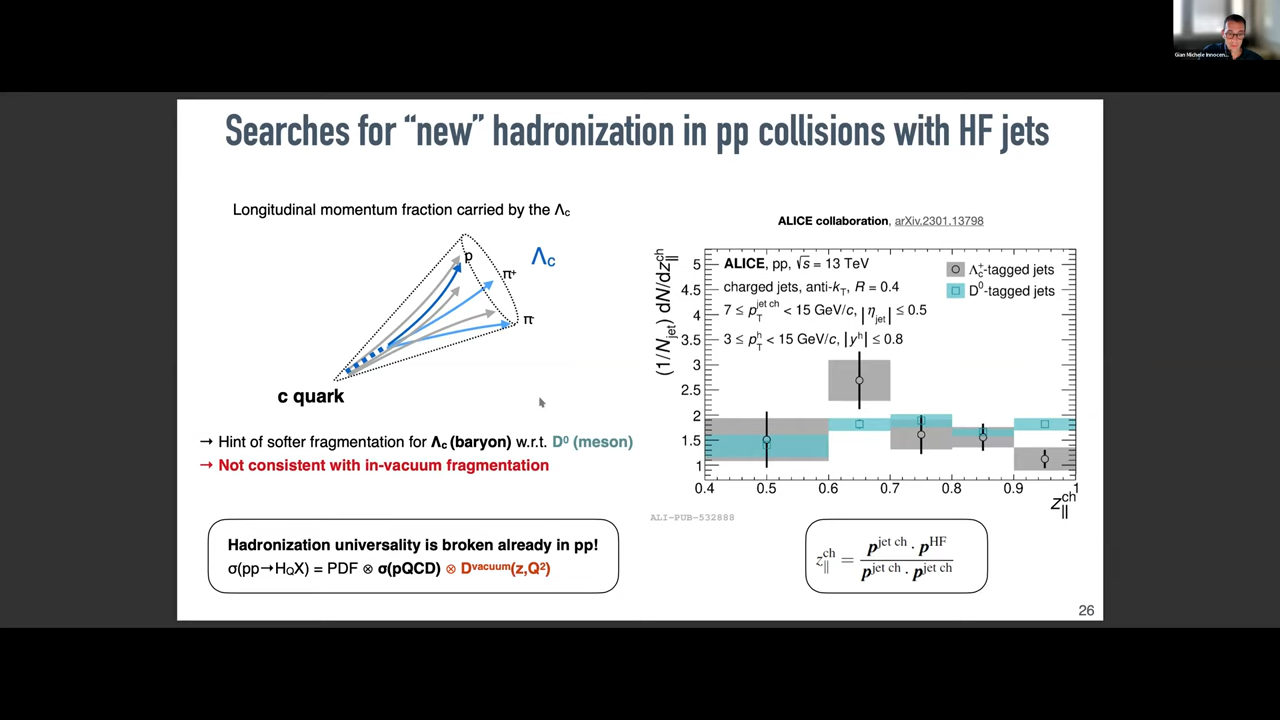 Gian Michele Innocen...
Searches for “new” hadronization in pp collisions with HF jets
Longitudinal momentum fraction carried by the Λc
p
π+
π-
Λc
c quark
→ Hint of softer fragmentation for Λc (baryon) w.r.t. D⁰ (meson)
→ Not consistent with in-vacuum fragmentation
Hadronization universality is broken already in pp!
σ(pp→HQX) = PDF ⊗ σ(pQCD) ⊗ Dvacuum(z,Q²)
ALICE collaboration, arXiv.2301.13798
(1/Njet) dN/dz||ch
5
4.5
4
3.5
3
2.5
2
1.5
1
ALICE, pp, √s = 13 TeV
charged jets, anti-kT, R = 0.4
7 ≤ pTjet ch < 15 GeV/c, |ηjet| ≤ 0.5
3 ≤ pTh < 15 GeV/c, |yh| ≤ 0.8
Λc+-tagged jets
D⁰-tagged jets
0.4 0.5 0.6 0.7 0.8 0.9 1
z||ch
ALI-PUB-532888
z||ch = pjet ch · pHF / pjet ch · pjet ch
26